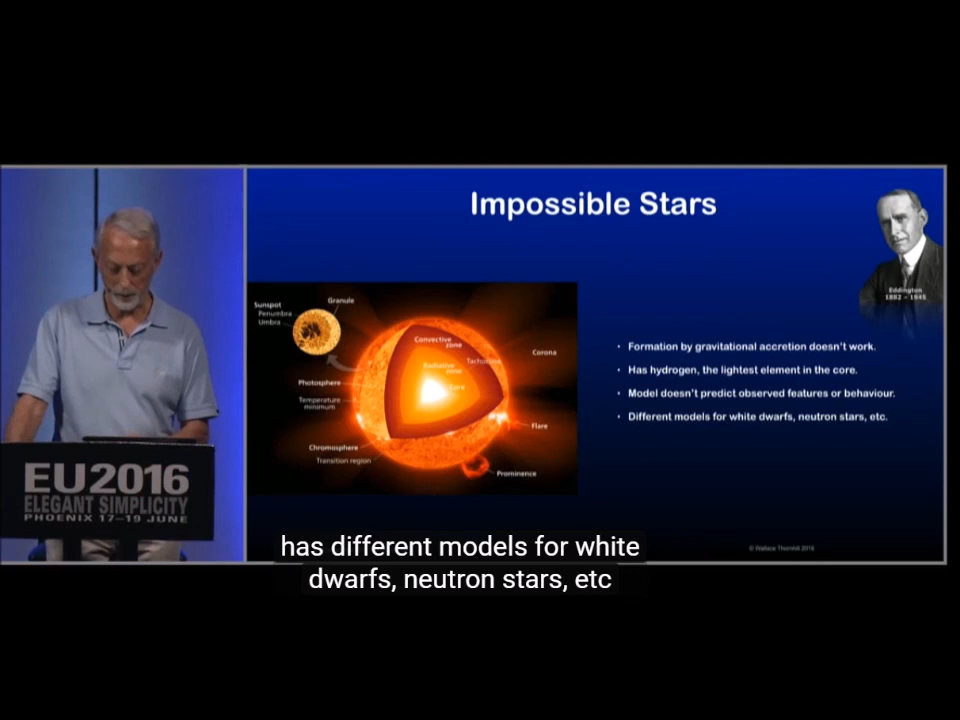 Impossible Stars
Eddington
1882 – 1945
Sunspot
Penumbra
Umbra
Granule
Convective
zone
Radiative
zone
Tachocline
Core
Corona
Photosphere
Temperature
minimum
Flare
Chromosphere
Transition region
Prominence
• Formation by gravitational accretion doesn't work.
• Has hydrogen, the lightest element in the core.
• Model doesn't predict observed features or behaviour.
• Different models for white dwarfs, neutron stars, etc.
EU2016
ELEGANT SIMPLICITY
PHOENIX 17–19 JUNE
© Wallace Thornhill 2016
has different models for white
dwarfs, neutron stars, etc